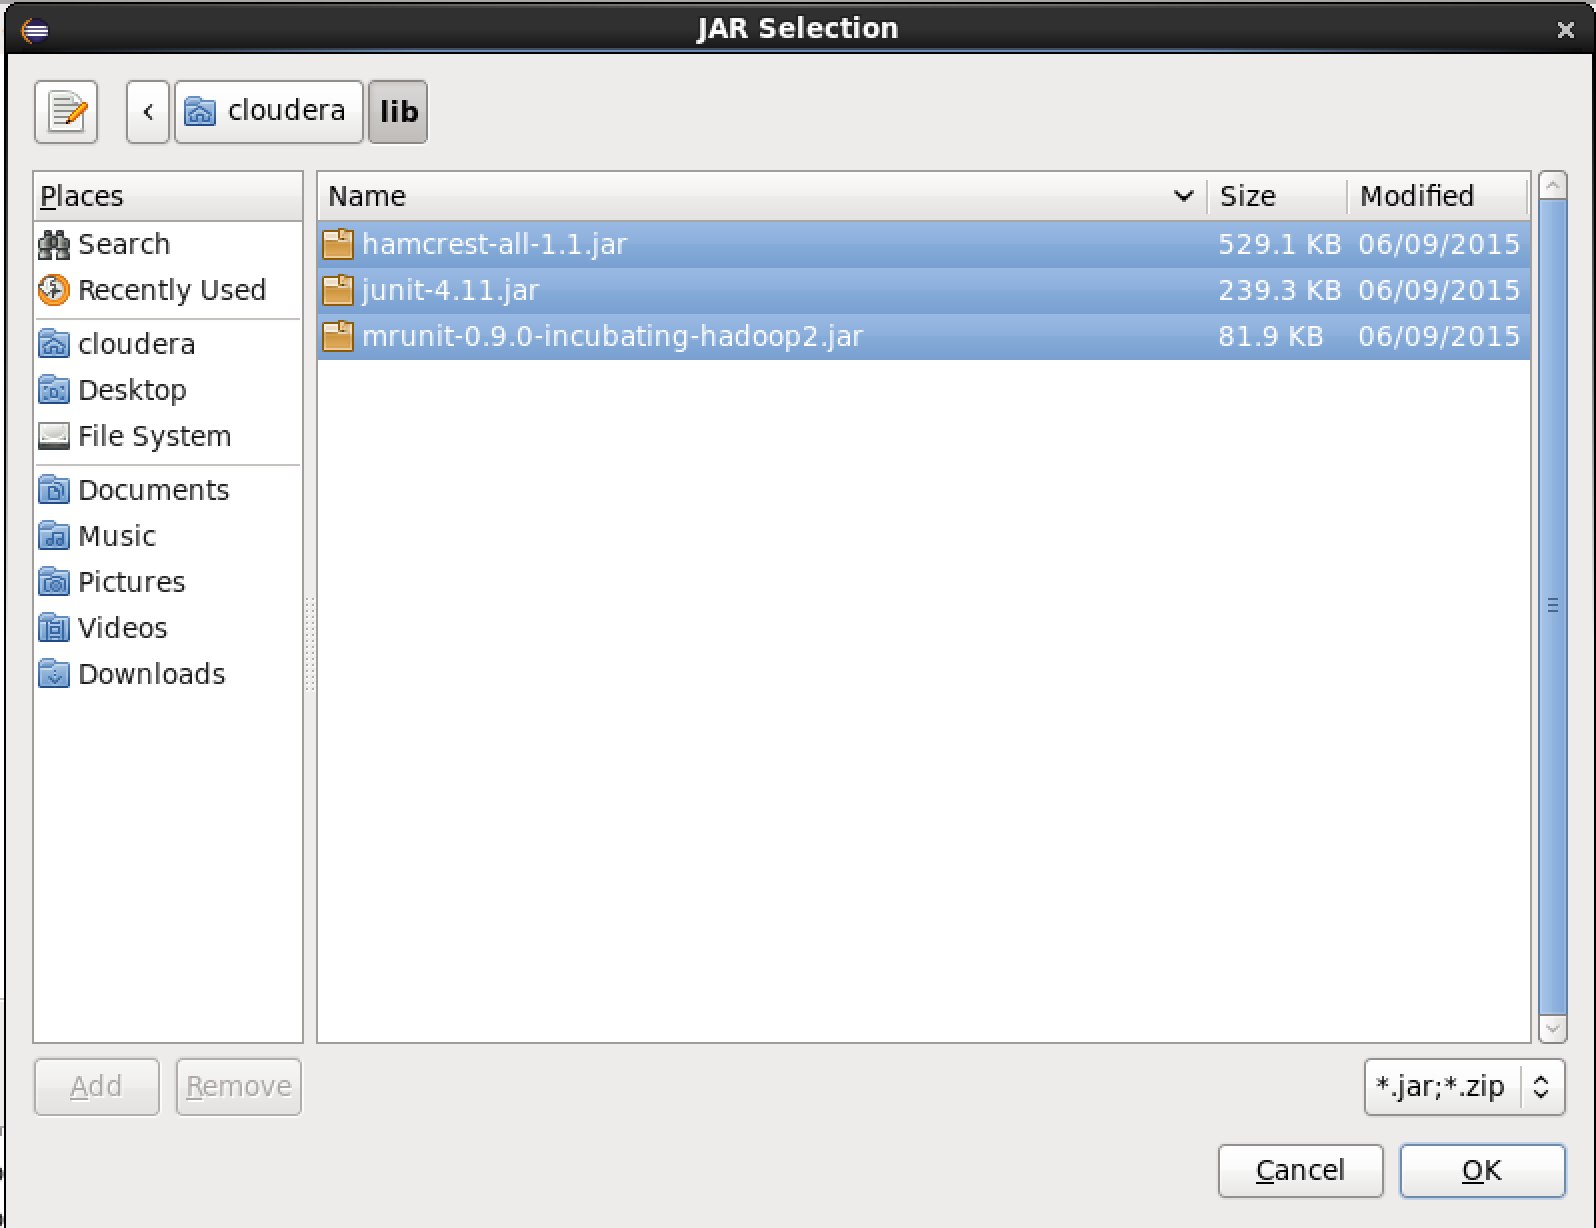 JAR Selection
cloudera lib
Places
Search
Recently Used
cloudera
Desktop
File System
Documents
Music
Pictures
Videos
Downloads
Name Size Modified
hamcrest-all-1.1.jar 529.1 KB 06/09/2015
junit-4.11.jar 239.3 KB 06/09/2015
mrunit-0.9.0-incubating-hadoop2.jar 81.9 KB 06/09/2015
Add Remove *.jar;*.zip
Cancel OK